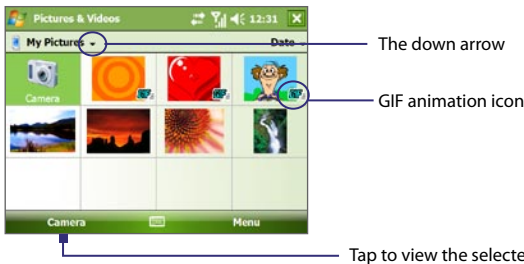 Pictures & Videos 12:31
My Pictures Date
The down arrow
Camera
GIF animation icon
Camera Menu
Tap to view the selecte